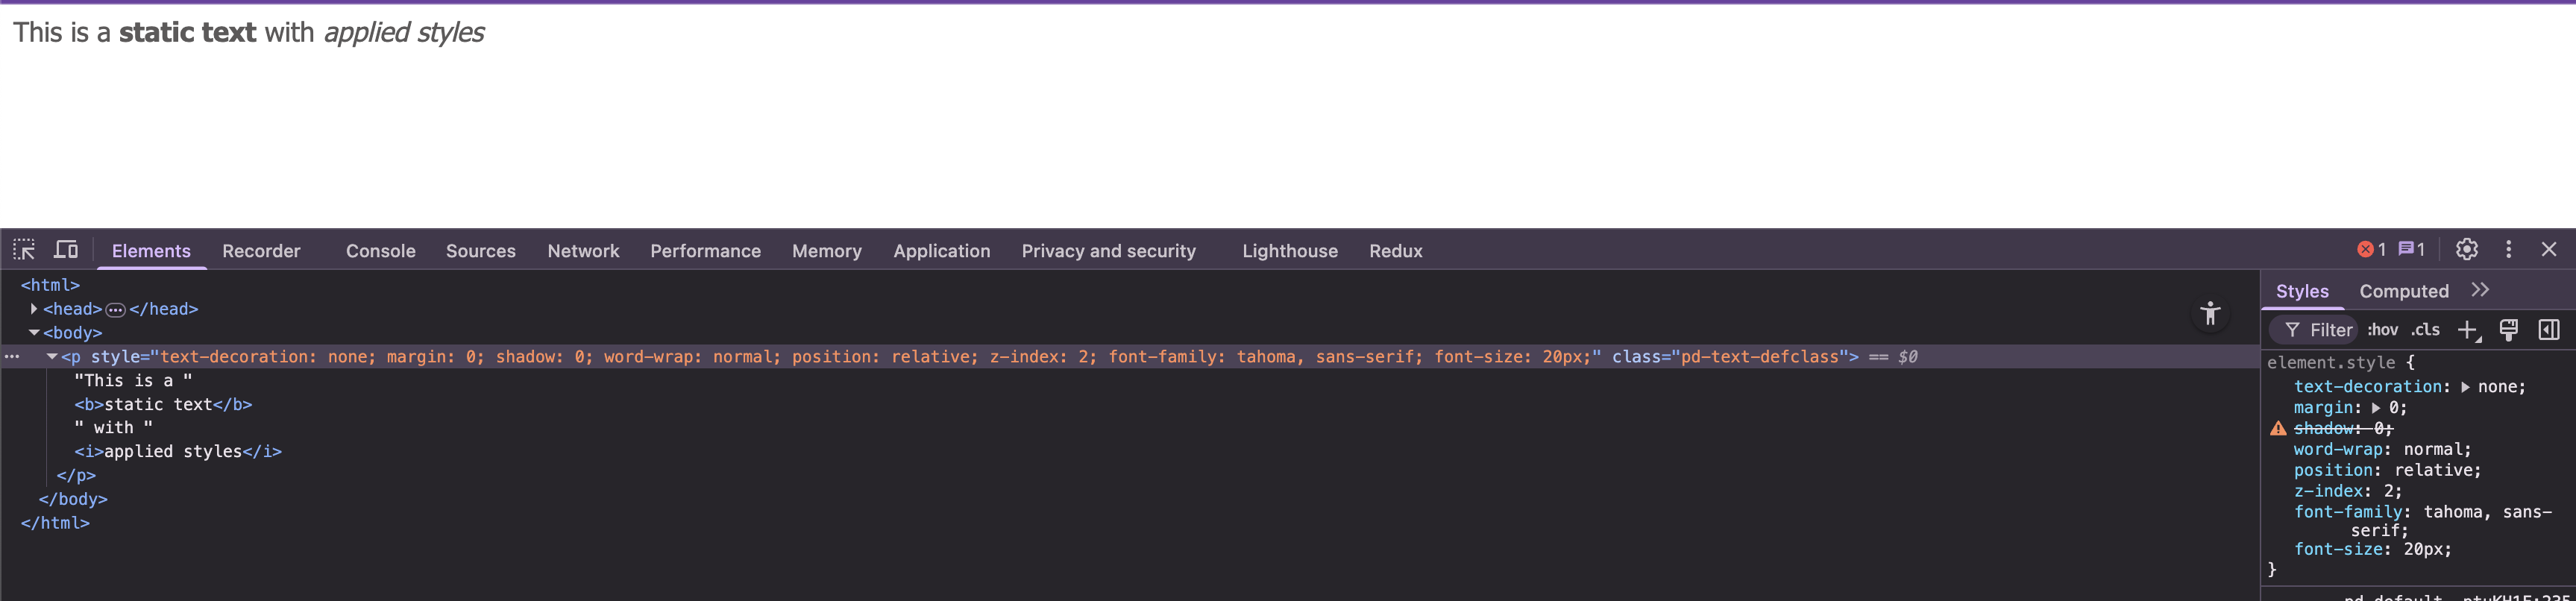 This is a static text with applied styles
Elements Recorder Console Sources Network Performance Memory Application Privacy and security Lighthouse Redux 1 1
<html>
<head> ••• </head>
<body>
••• <p style="text-decoration: none; margin: 0; shadow: 0; word-wrap: normal; position: relative; z-index: 2; font-family: tahoma, sans-serif; font-size: 20px;" class="pd-text-defclass"> == $0
"This is a "
<b>static text</b>
" with "
<i>applied styles</i>
</p>
</body>
</html>
Styles Computed
Filter :hov .cls
element.style {
text-decoration: none;
margin: 0;
shadow: 0;
word-wrap: normal;
position: relative;
z-index: 2;
font-family: tahoma, sans-
serif;
font-size: 20px;
}